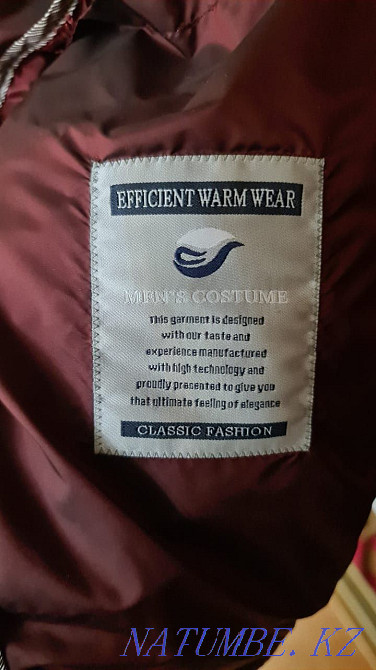 EFFICIENT WARM WEAR
MEN'S COSTUME
This garment is designed
with our taste and
experience manufactured
with high technology and
proudly presented to give you
that ultimate feeling of elegance
CLASSIC FASHION
NATUMBE. KZ